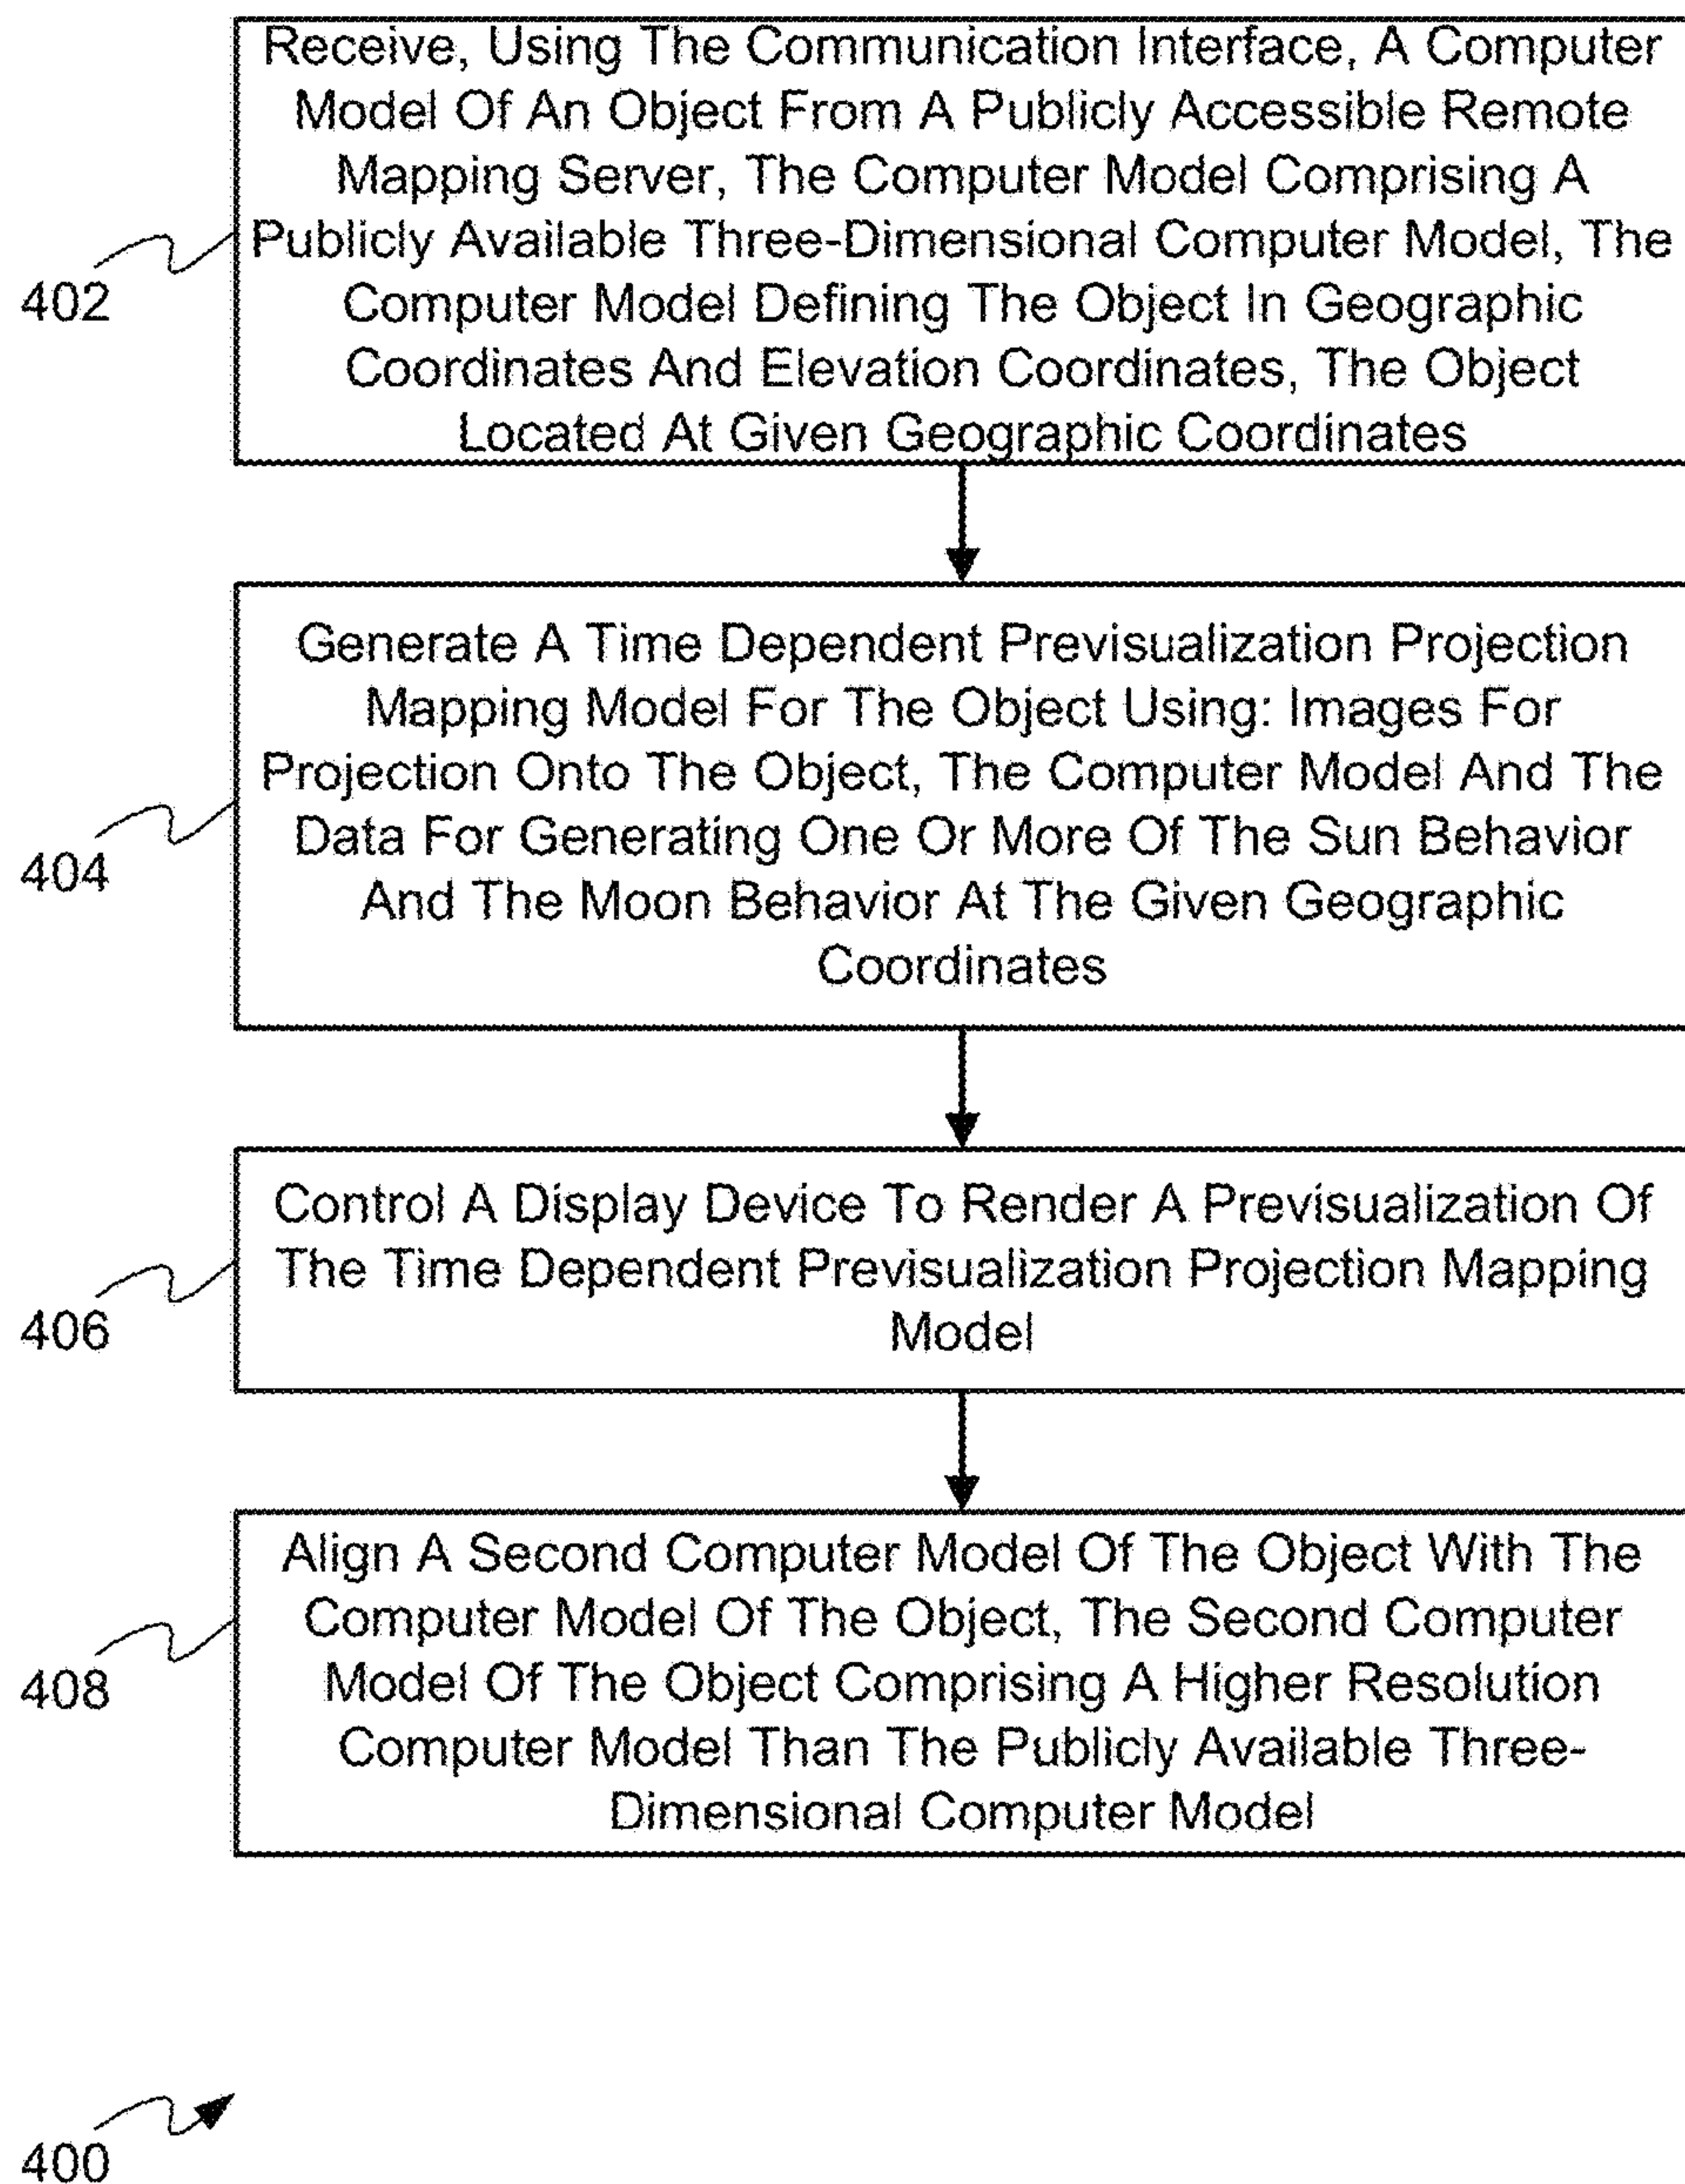 Receive, Using The Communication Interface, A Computer
Model Of An Object From A Publicly Accessible Remote
Mapping Server, The Computer Model Comprising A
Publicly Available Three-Dimensional Computer Model, The
Computer Model Defining The Object In Geographic
Coordinates And Elevation Coordinates, The Object
Located At Given Geographic Coordinates
402
Generate A Time Dependent Previsualization Projection
Mapping Model For The Object Using: Images For
Projection Onto The Object, The Computer Model And The
Data For Generating One Or More Of The Sun Behavior
And The Moon Behavior At The Given Geographic
Coordinates
404
Control A Display Device To Render A Previsualization Of
The Time Dependent Previsualization Projection Mapping
Model
406
Align A Second Computer Model Of The Object With The
Computer Model Of The Object, The Second Computer
Model Of The Object Comprising A Higher Resolution
Computer Model Than The Publicly Available Three-
Dimensional Computer Model
408
400